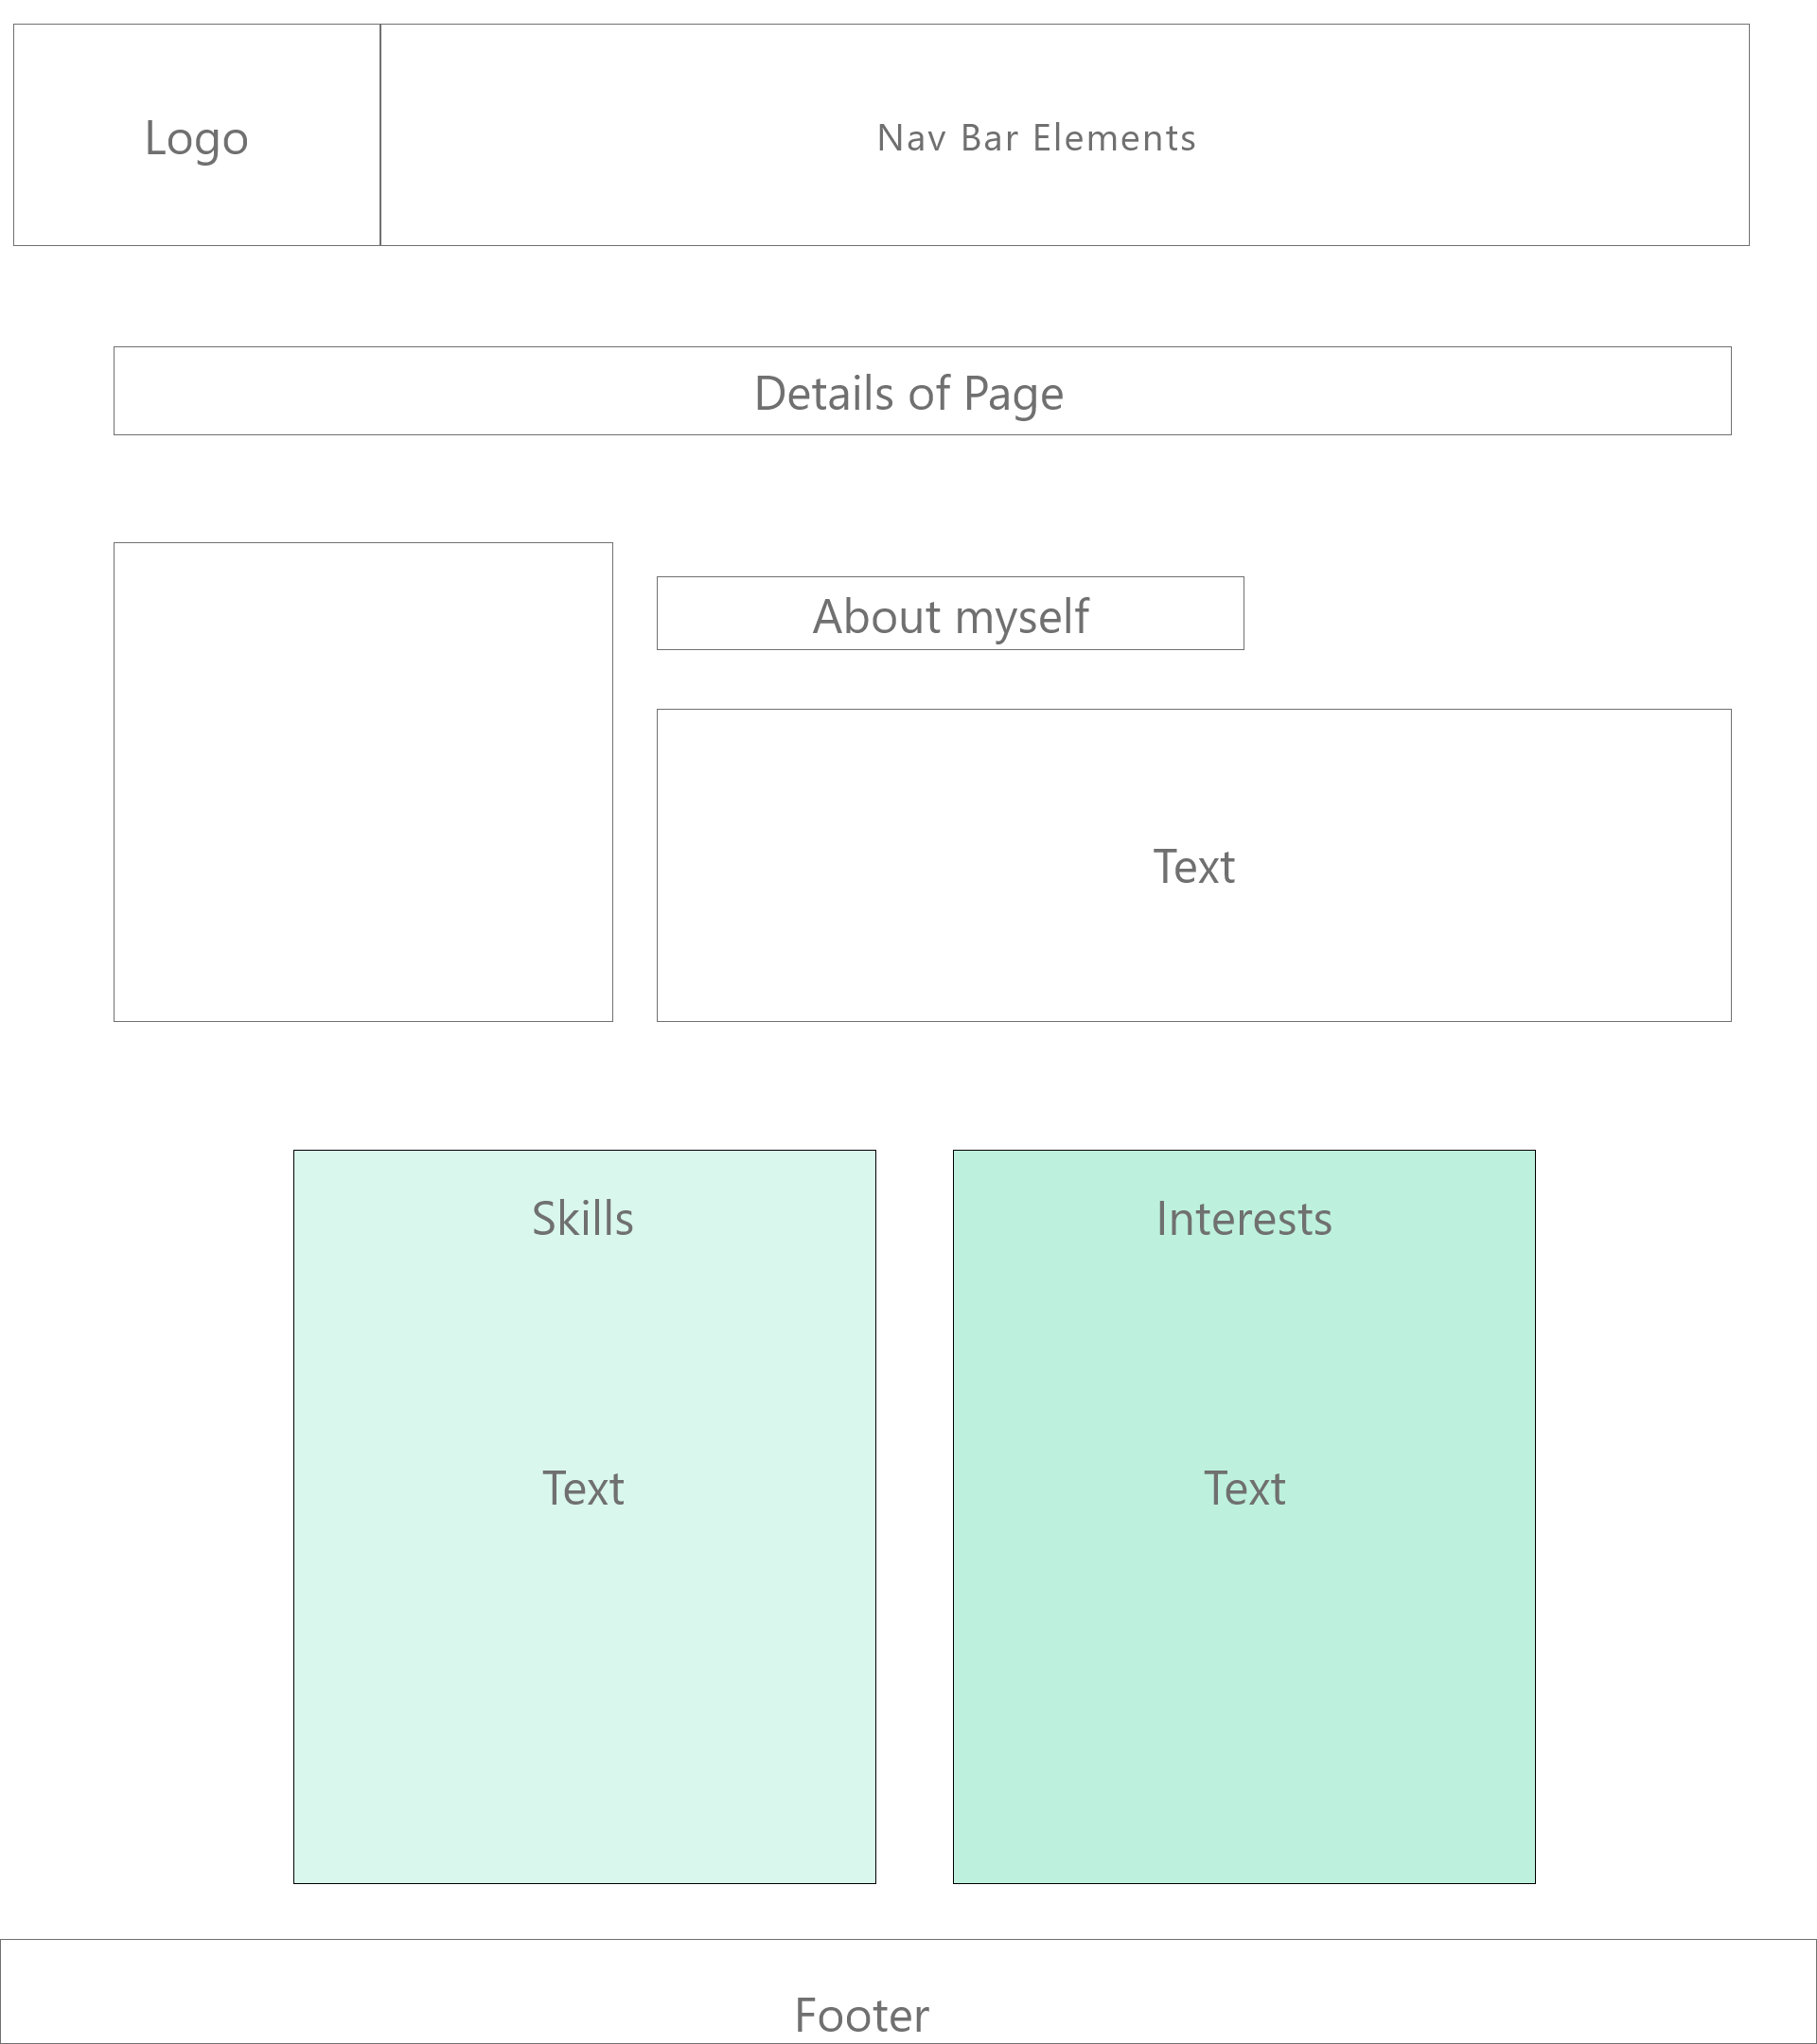 Logo
Nav Bar Elements
Details of Page
About myself
Text
Skills
Interests
Text
Text
Footer